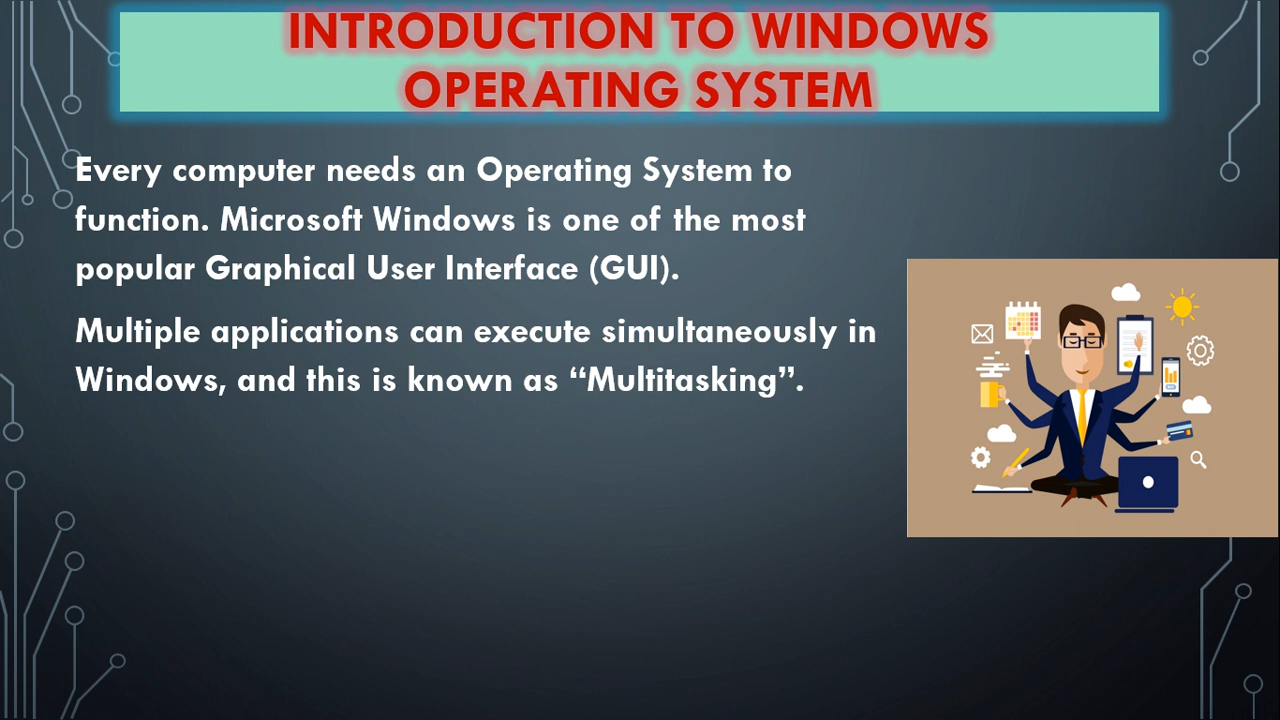 INTRODUCTION TO WINDOWS
OPERATING SYSTEM
Every computer needs an Operating System to
function. Microsoft Windows is one of the most
popular Graphical User Interface (GUI).
Multiple applications can execute simultaneously in
Windows, and this is known as “Multitasking”.